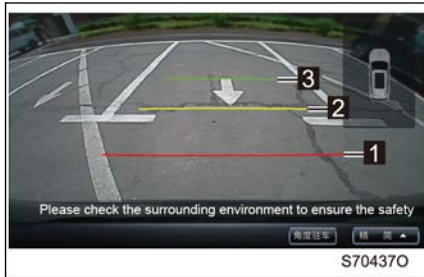 3
2
1
Please check the surrounding environment to ensure the safety
角度驻车
精 简
S70437O